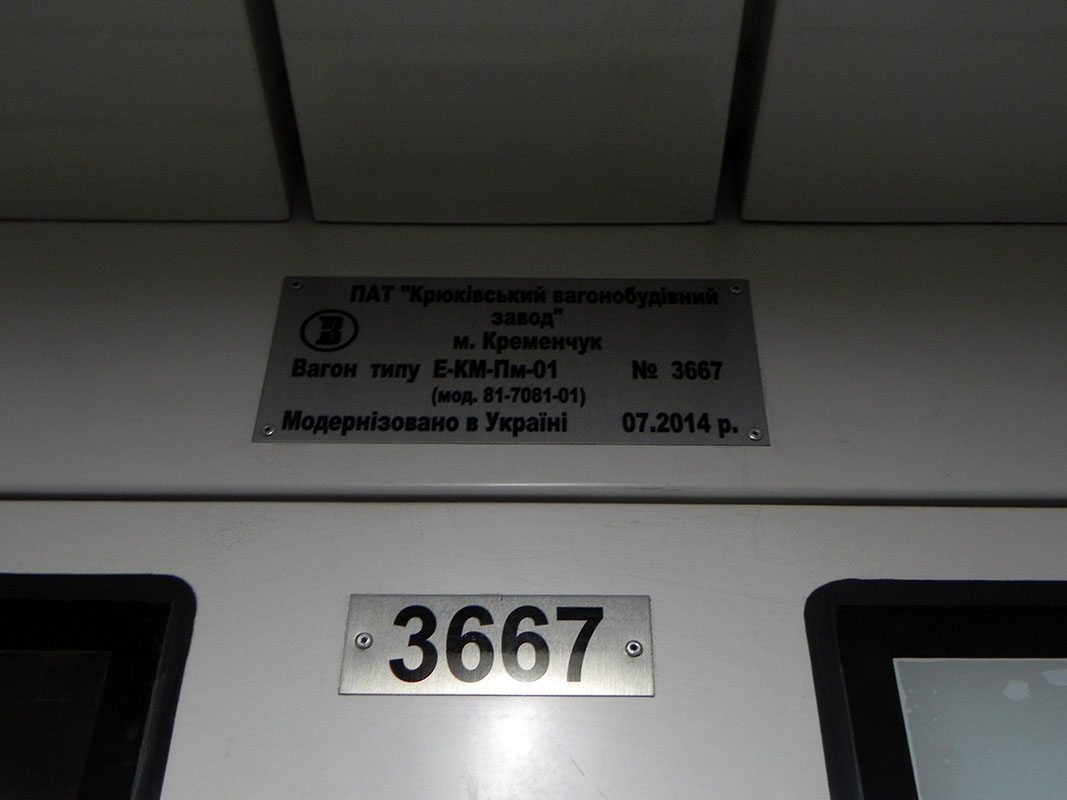 ПАТ "Крюківський вагонобудівний
завод"
м. Кременчук
Вагон типу Е-КМ-Пм-01 № 3667
(мод. 81-7081-01)
Модернізовано в Україні 07.2014 р.
3667